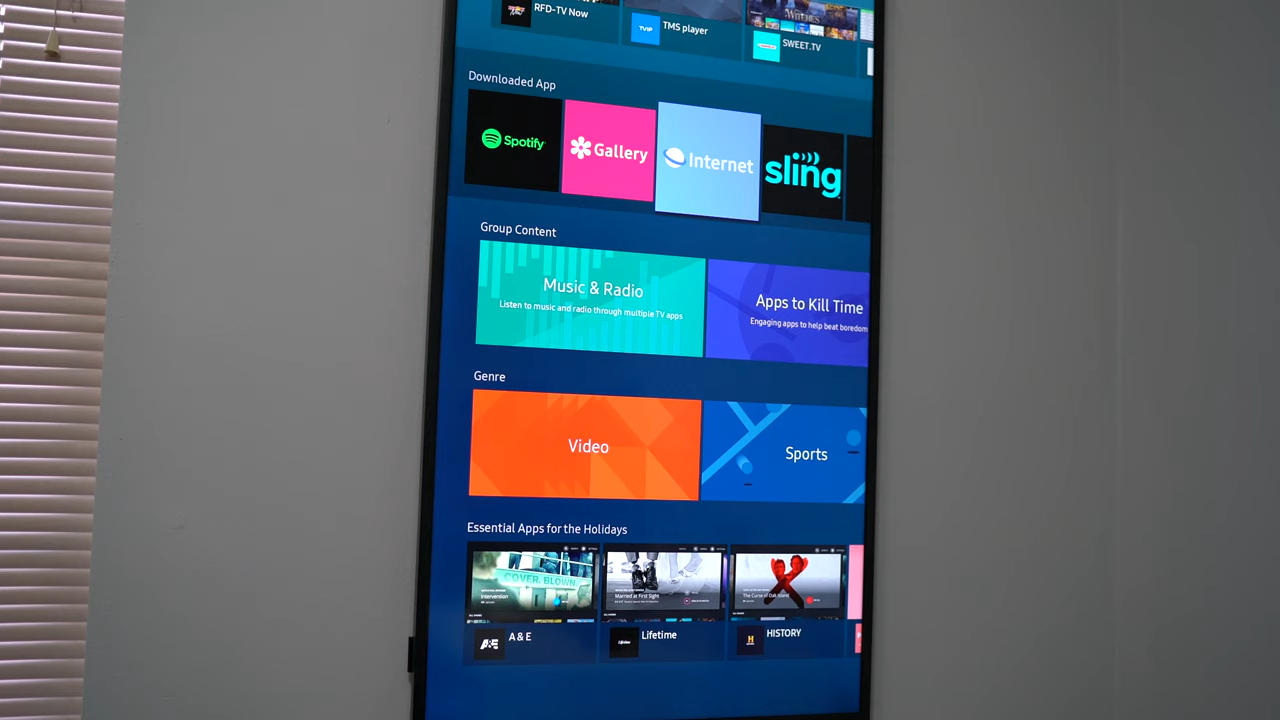 RFD-TV Now
TVIP
TMS player
SWEET.TV
Downloaded App
Spotify
Gallery
Internet
sling
Group Content
Music & Radio
Listen to music and radio through multiple TV apps
Apps to Kill Time
Engaging apps to help beat boredom
Genre
Video
Sports
Essential Apps for the Holidays
COVER. BLOWN.
Intervention
Married at First Sight
The Curse of Oak Island
A&E
A & E
Lifetime
Lifetime
H
HISTORY